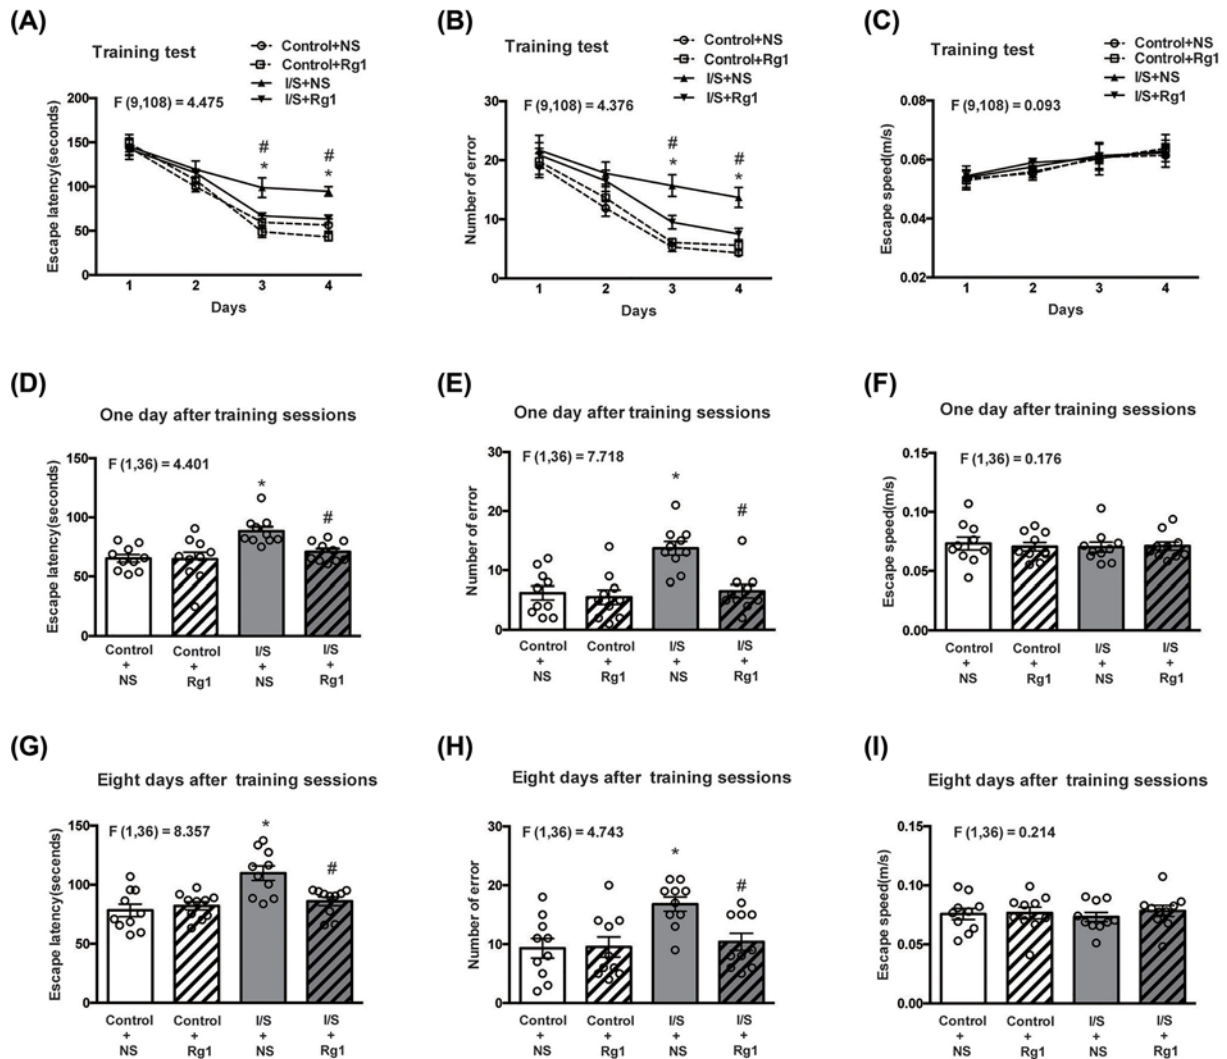 (A)
Training test
Control+NS
Control+Rg1
I/S+NS
I/S+Rg1
F (9,108) = 4.475
Escape latency(seconds)
200
150
100
50
0
#
*
#
*
1 2 3 4
Days
(B)
Training test
Control+NS
Control+Rg1
I/S+NS
I/S+Rg1
F (9,108) = 4.376
Number of error
30
20
10
0
#
*
#
*
1 2 3 4
Days
(C)
Training test
Control+NS
Control+Rg1
I/S+NS
I/S+Rg1
F (9,108) = 0.093
Escape speed(m/s)
0.08
0.06
0.04
0.02
1 2 3 4
Days
(D)
One day after training sessions
F (1,36) = 4.401
Escape latency(seconds)
150
100
50
0
*
#
Control + NS
Control + Rg1
I/S + NS
I/S + Rg1
(E)
One day after training sessions
F (1,36) = 7.718
Number of error
30
20
10
0
*
#
Control + NS
Control + Rg1
I/S + NS
I/S + Rg1
(F)
One day after training sessions
F (1,36) = 0.176
Escape speed(m/s)
0.15
0.10
0.05
0.00
Control + NS
Control + Rg1
I/S + NS
I/S + Rg1
(G)
Eight days after training sessions
F (1,36) = 8.357
Escape latency(secends)
150
100
50
0
*
#
Control + NS
Control + Rg1
I/S + NS
I/S + Rg1
(H)
Eight days after training sessions
F (1,36) = 4.743
Number of error
30
20
10
0
*
#
Control + NS
Control + Rg1
I/S + NS
I/S + Rg1
(I)
Eight days after training sessions
F (1,36) = 0.214
Escape speed(m/s)
0.15
0.10
0.05
0.00
Control + NS
Control + Rg1
I/S + NS
I/S + Rg1